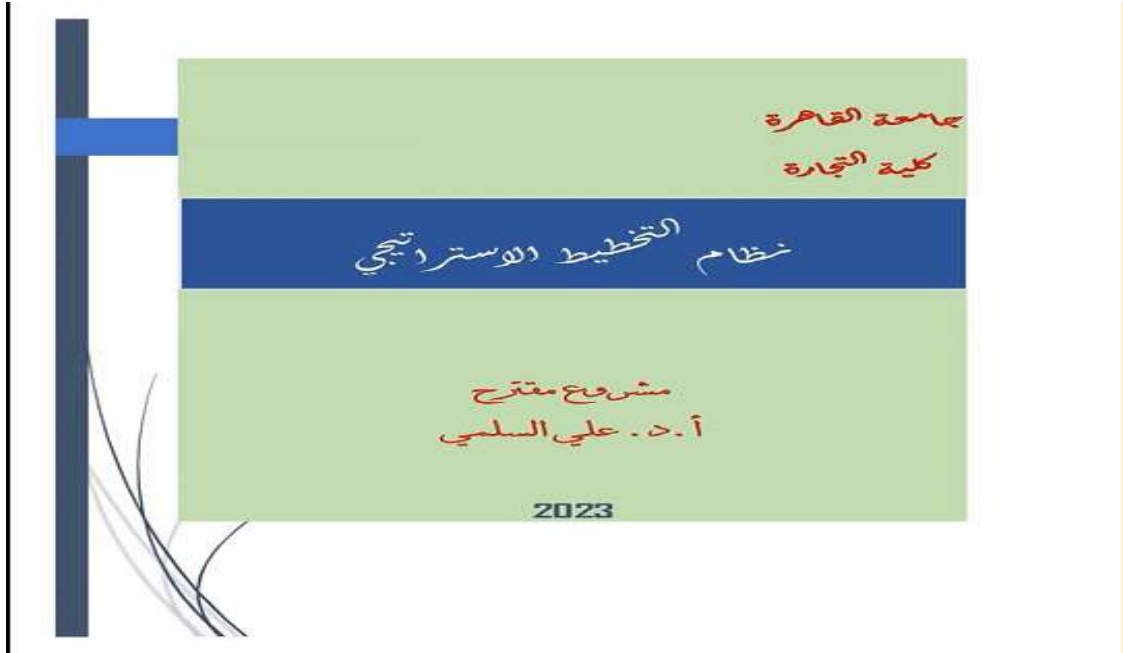 جامعة القاهرة
كلية التجارة
نظام التخطيط الاستراتيجي
مشروع مقترح
أ.د. علي السلمي
2023